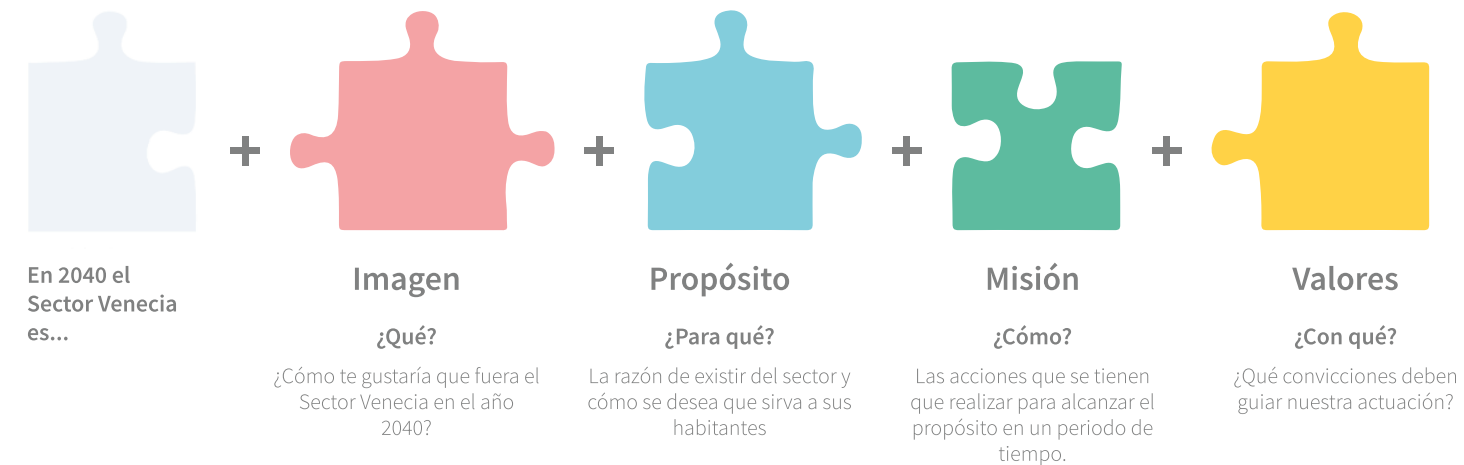 En 2040 el
Sector Venecia
es...
Imagen
¿Qué?
¿Cómo te gustaría que fuera el
Sector Venecia en el año
2040?
Propósito
¿Para qué?
La razón de existir del sector y
cómo se desea que sirva a sus
habitantes
Misión
¿Cómo?
Las acciones que se tienen
que realizar para alcanzar el
propósito en un periodo de
tiempo.
Valores
¿Con qué?
¿Qué convicciones deben
guiar nuestra actuación?